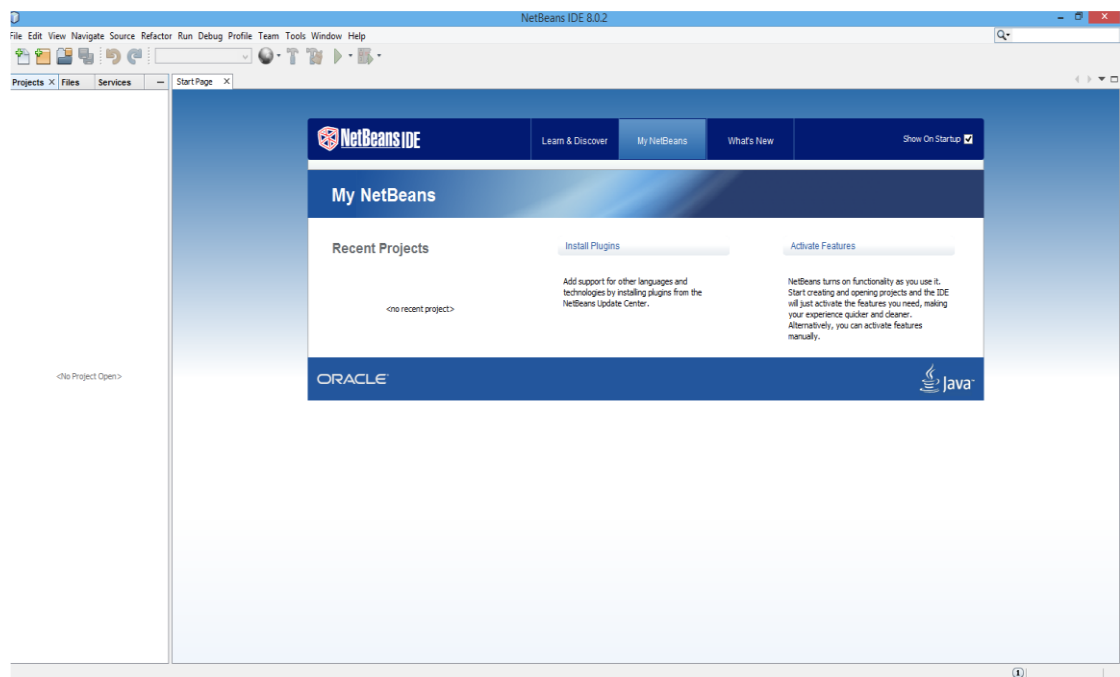 NetBeans IDE 8.0.2
File Edit View Navigate Source Refactor Run Debug Profile Team Tools Window Help
Projects Files Services
Start Page
NetBeans IDE
Learn & Discover
My NetBeans
What's New
Show On Startup
My NetBeans
Recent Projects
<no recent project>
Install Plugins
Add support for other languages and
technologies by installing plugins from the
NetBeans Update Center.
Activate Features
NetBeans turns on functionality as you use it.
Start creating and opening projects and the IDE
will just activate the features you need, making
your experience quicker and cleaner.
Alternatively, you can activate features
manually.
<No Project Open>
ORACLE
Java
1